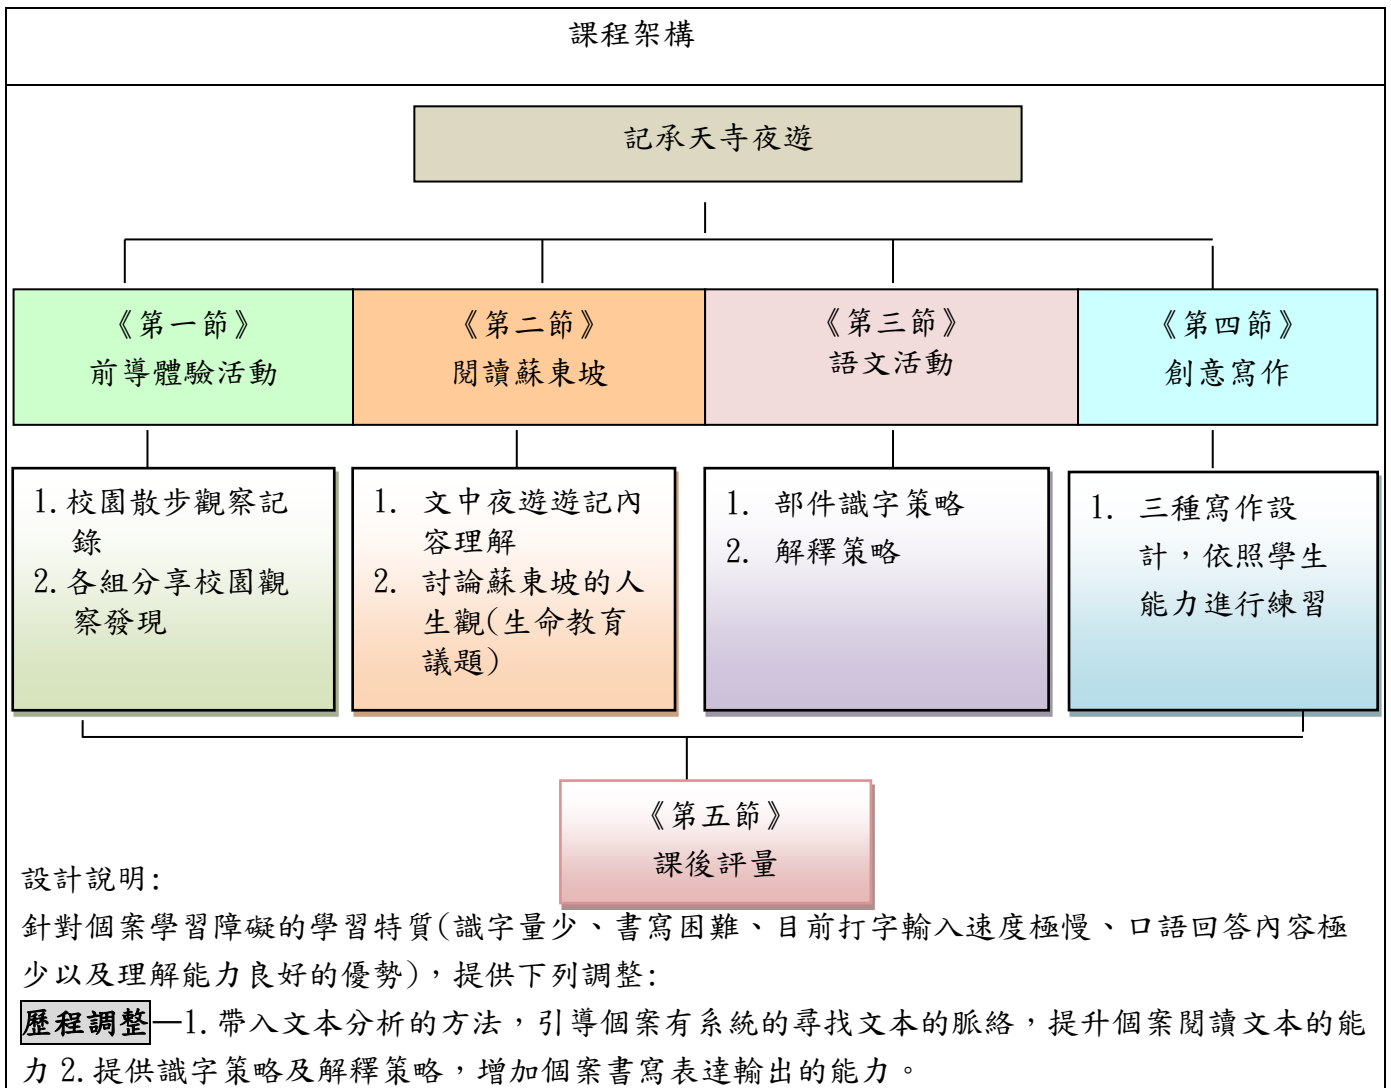 課程架構
記承天寺夜遊
《第一節》
前導體驗活動
《第二節》
閱讀蘇東坡
《第三節》
語文活動
《第四節》
創意寫作
1.校園散步觀察記
錄
2.各組分享校園觀
察發現
1. 文中夜遊遊記內
容理解
2. 討論蘇東坡的人
生觀(生命教育
議題)
1. 部件識字策略
2. 解釋策略
1. 三種寫作設
計，依照學生
能力進行練習
《第五節》
課後評量
設計說明:
針對個案學習障礙的學習特質(識字量少、書寫困難、目前打字輸入速度極慢、口語回答內容極
少以及理解能力良好的優勢)，提供下列調整:
歷程調整—1.帶入文本分析的方法，引導個案有系統的尋找文本的脈絡，提升個案閱讀文本的能
力 2.提供識字策略及解釋策略，增加個案書寫表達輸出的能力。